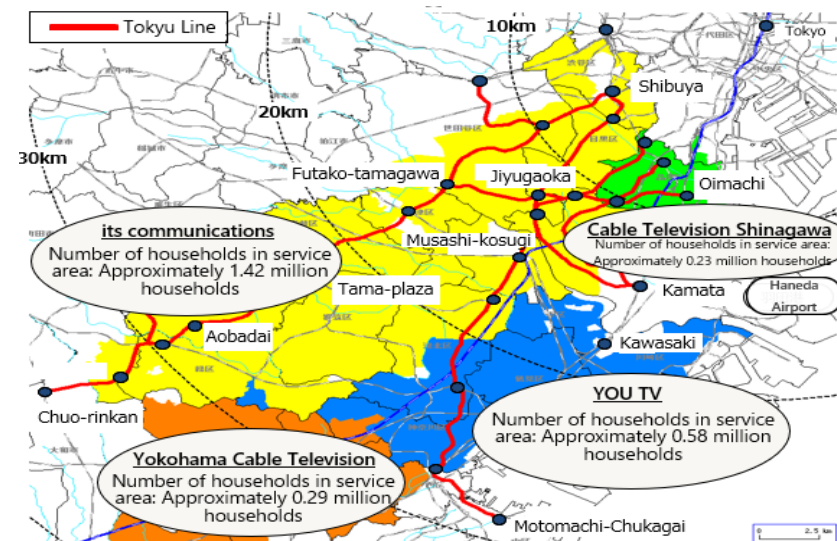 Tokyu Line
10km
Tokyo
Shibuya
20km
30km
Futako-tamagawa
Jiyugaoka
Oimachi
its communications
Number of households in service
area: Approximately 1.42 million
households
Cable Television Shinagawa
Number of households in service area:
Approximately 0.23 million households
Musashi-kosugi
Tama-plaza
Kamata
Haneda
Airport
Aobadai
Kawasaki
YOU TV
Number of households in service
area: Approximately 0.58 million
households
Chuo-rinkan
Yokohama Cable Television
Number of households in service
area: Approximately 0.29 million
households
Motomachi-Chukagai
0 2.5 km